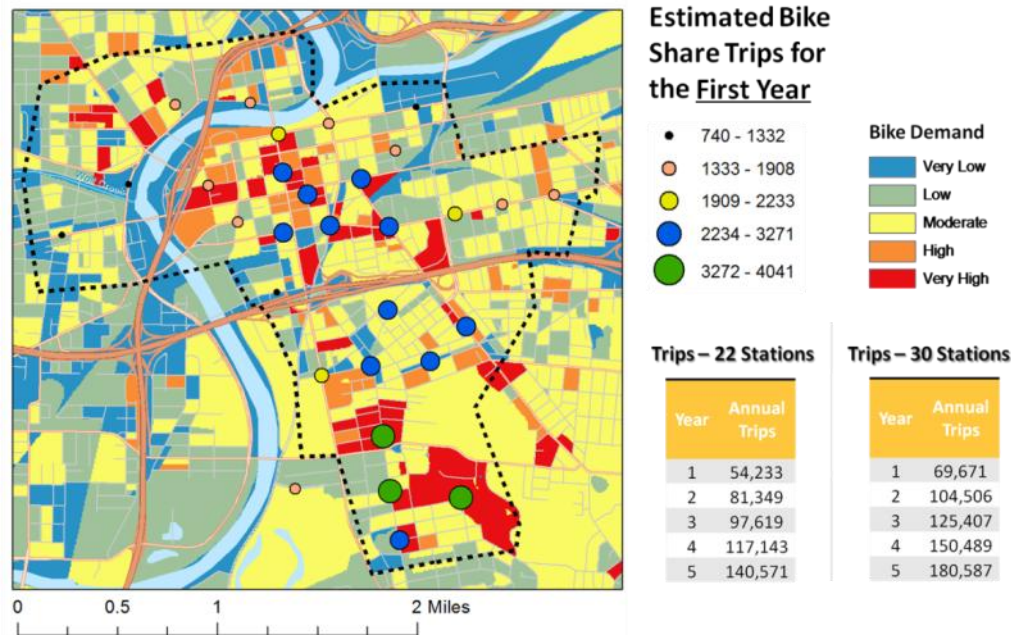 Estimated Bike
Share Trips for
the First Year
740 - 1332
1333 - 1908
1909 - 2233
2234 - 3271
3272 - 4041
Bike Demand
Very Low
Low
Moderate
High
Very High
Trips – 22 Stations
Year Annual Trips
1 54,233
2 81,349
3 97,619
4 117,143
5 140,571
Trips – 30 Stations
Year Annual Trips
1 69,671
2 104,506
3 125,407
4 150,489
5 180,587
0 0.5 1 2 Miles